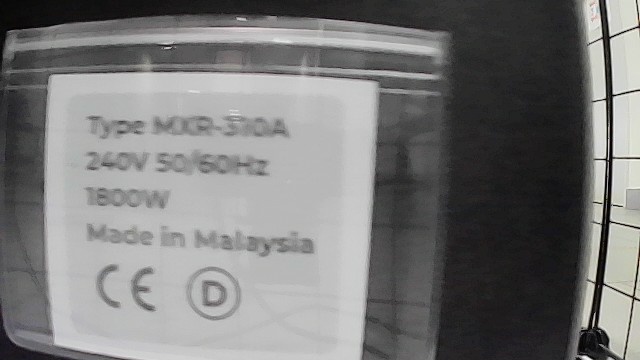 Type MXR-310A
240V 50/60Hz
1800W
Made in Malaysia
CE D